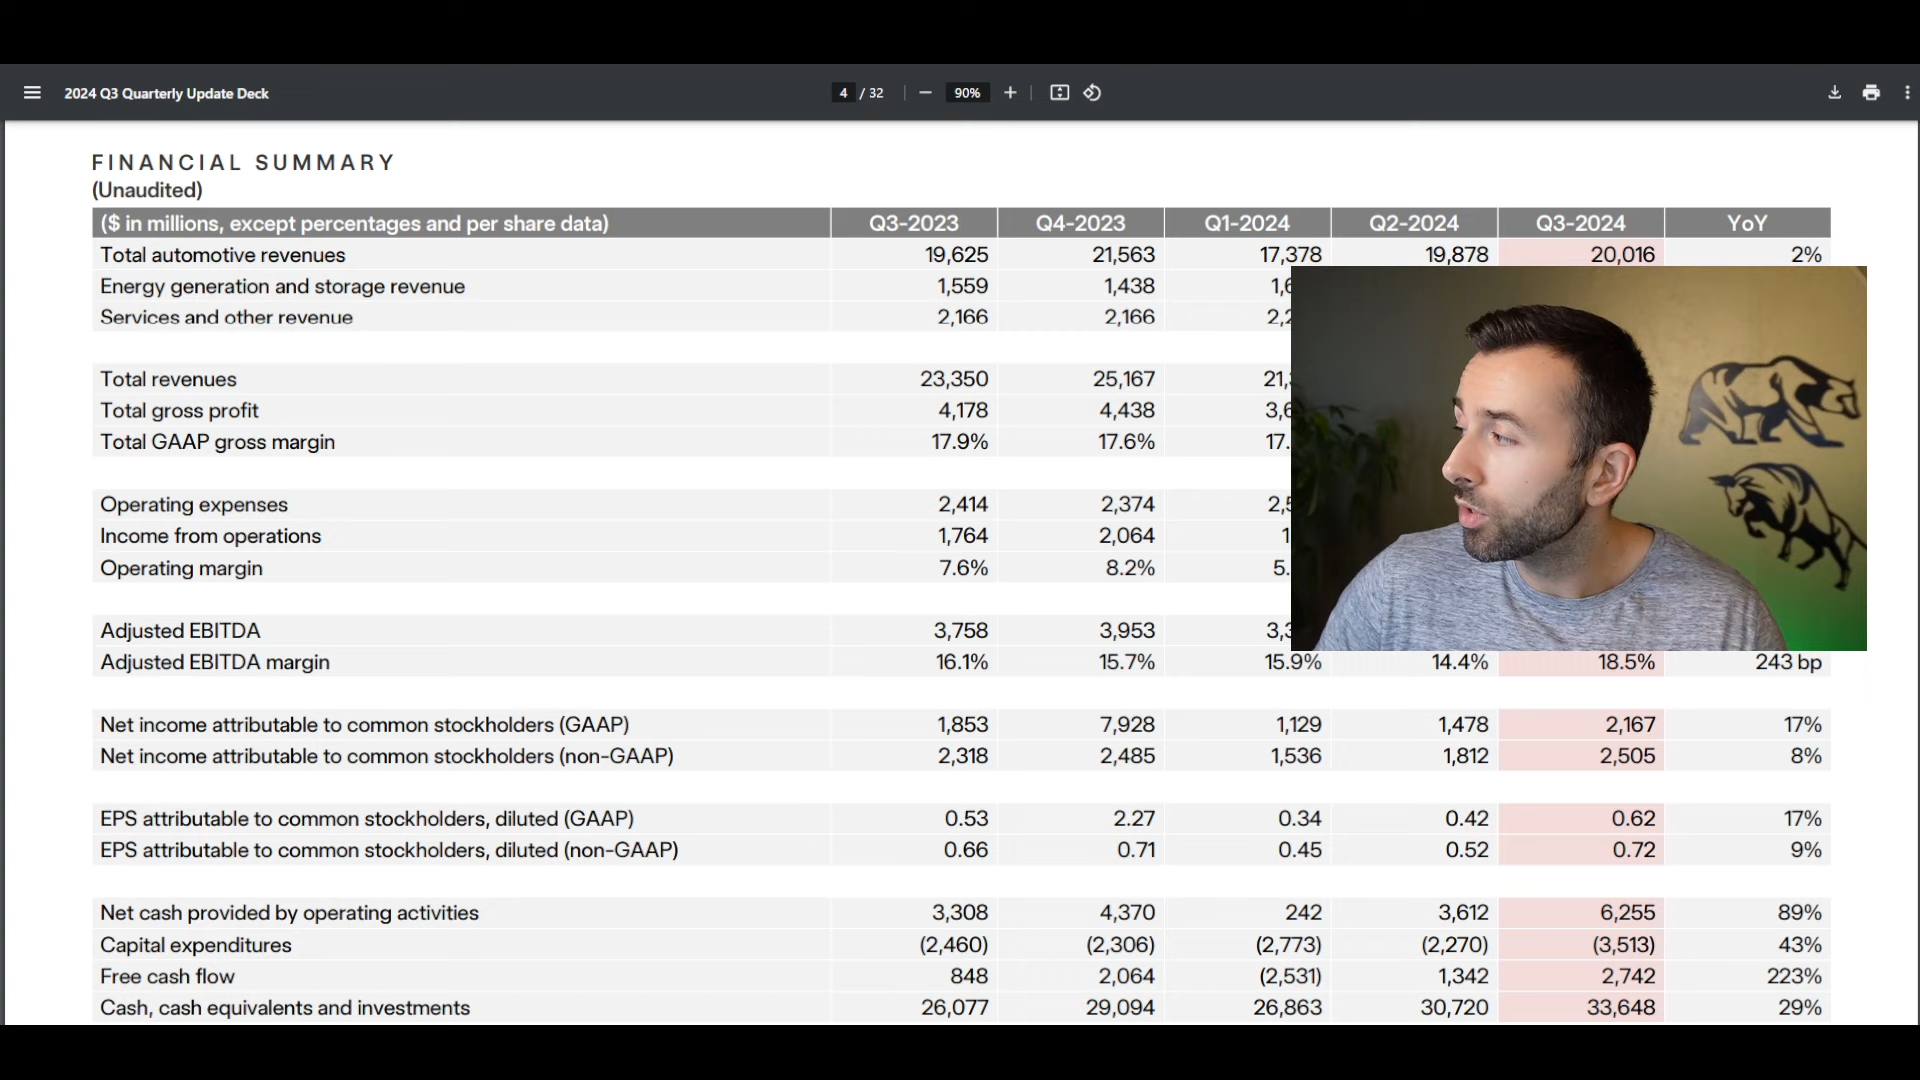 2024 Q3 Quarterly Update Deck
4 / 32
90%
FINANCIAL SUMMARY
(Unaudited)
($ in millions, except percentages and per share data) Q3-2023 Q4-2023 Q1-2024 Q2-2024 Q3-2024 YoY
Total automotive revenues 19,625 21,563 17,378 19,878 20,016 2%
Energy generation and storage revenue 1,559 1,438
Services and other revenue 2,166 2,166
Total revenues 23,350 25,167
Total gross profit 4,178 4,438
Total GAAP gross margin 17.9% 17.6%
Operating expenses 2,414 2,374
Income from operations 1,764 2,064
Operating margin 7.6% 8.2%
Adjusted EBITDA 3,758 3,953
Adjusted EBITDA margin 16.1% 15.7% 15.9% 14.4% 18.5% 243 bp
Net income attributable to common stockholders (GAAP) 1,853 7,928 1,129 1,478 2,167 17%
Net income attributable to common stockholders (non-GAAP) 2,318 2,485 1,536 1,812 2,505 8%
EPS attributable to common stockholders, diluted (GAAP) 0.53 2.27 0.34 0.42 0.62 17%
EPS attributable to common stockholders, diluted (non-GAAP) 0.66 0.71 0.45 0.52 0.72 9%
Net cash provided by operating activities 3,308 4,370 242 3,612 6,255 89%
Capital expenditures (2,460) (2,306) (2,773) (2,270) (3,513) 43%
Free cash flow 848 2,064 (2,531) 1,342 2,742 223%
Cash, cash equivalents and investments 26,077 29,094 26,863 30,720 33,648 29%